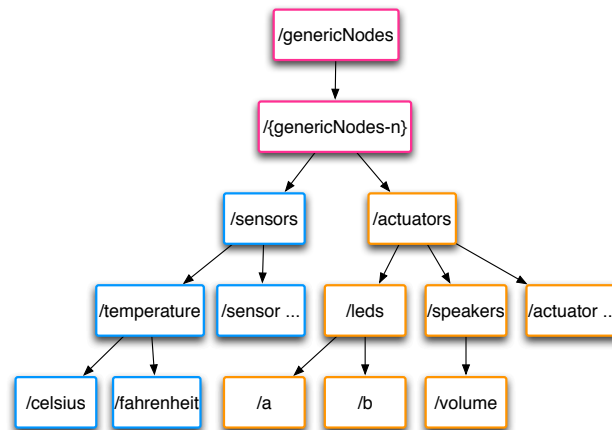 /genericNodes
/{genericNodes-n}
/sensors
/actuators
/temperature
/sensor ...
/leds
/speakers
/actuator ...
/celsius
/fahrenheit
/a
/b
/volume